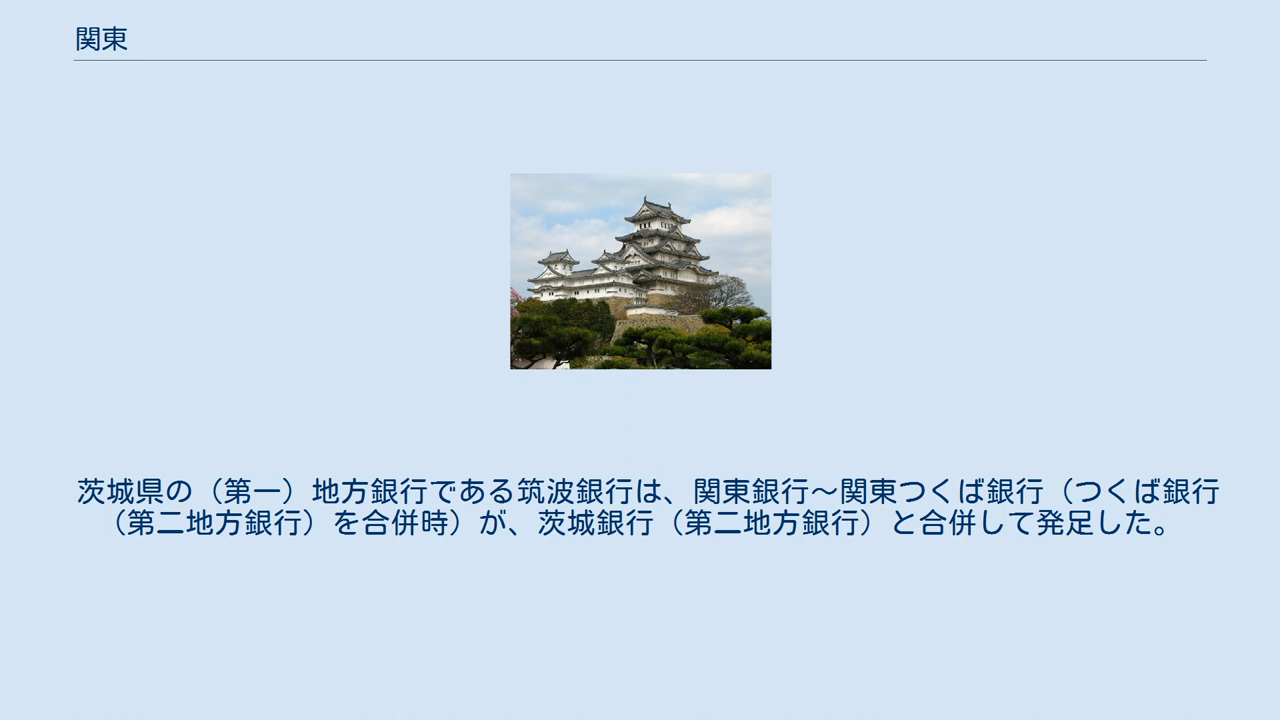 関東
茨城県の（第一）地方銀行である筑波銀行は、関東銀行～関東つくば銀行（つくば銀行
（第二地方銀行）を合併時）が、茨城銀行（第二地方銀行）と合併して発足した。